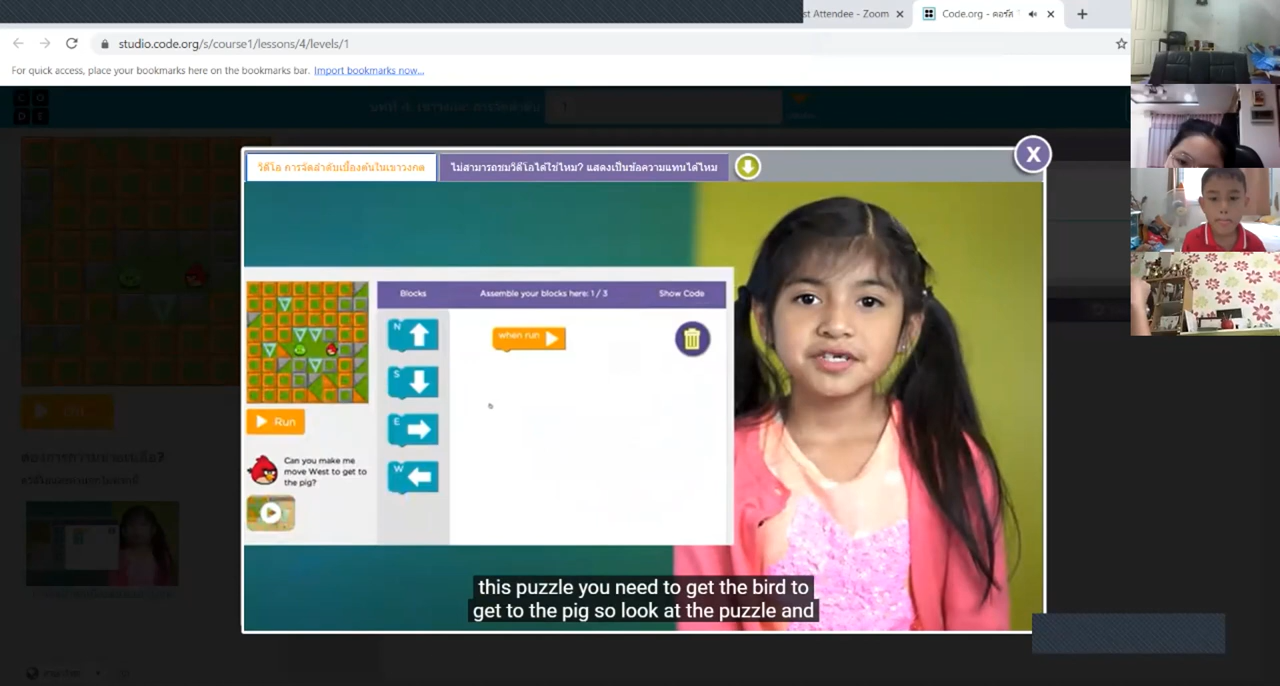 st Attendee - Zoom
Code.org - คอร์ส
studio.code.org/s/course1/lessons/4/levels/1
For quick access, place your bookmarks here on the bookmarks bar. Import bookmarks now...
C O
D E
1
วิดีโอ การจัดลำดับเบื้องต้นในเขาวงกต
ไม่สามารถชมวิดีโอได้ใช่ไหม? แสดงเป็นข้อความแทนได้ไหม
X
Blocks
Assemble your blocks here: 1 / 3
Show Code
N
when run
S
Run
E
Can you make me
move West to get to
the pig?
W
this puzzle you need to get the bird to
get to the pig so look at the puzzle and